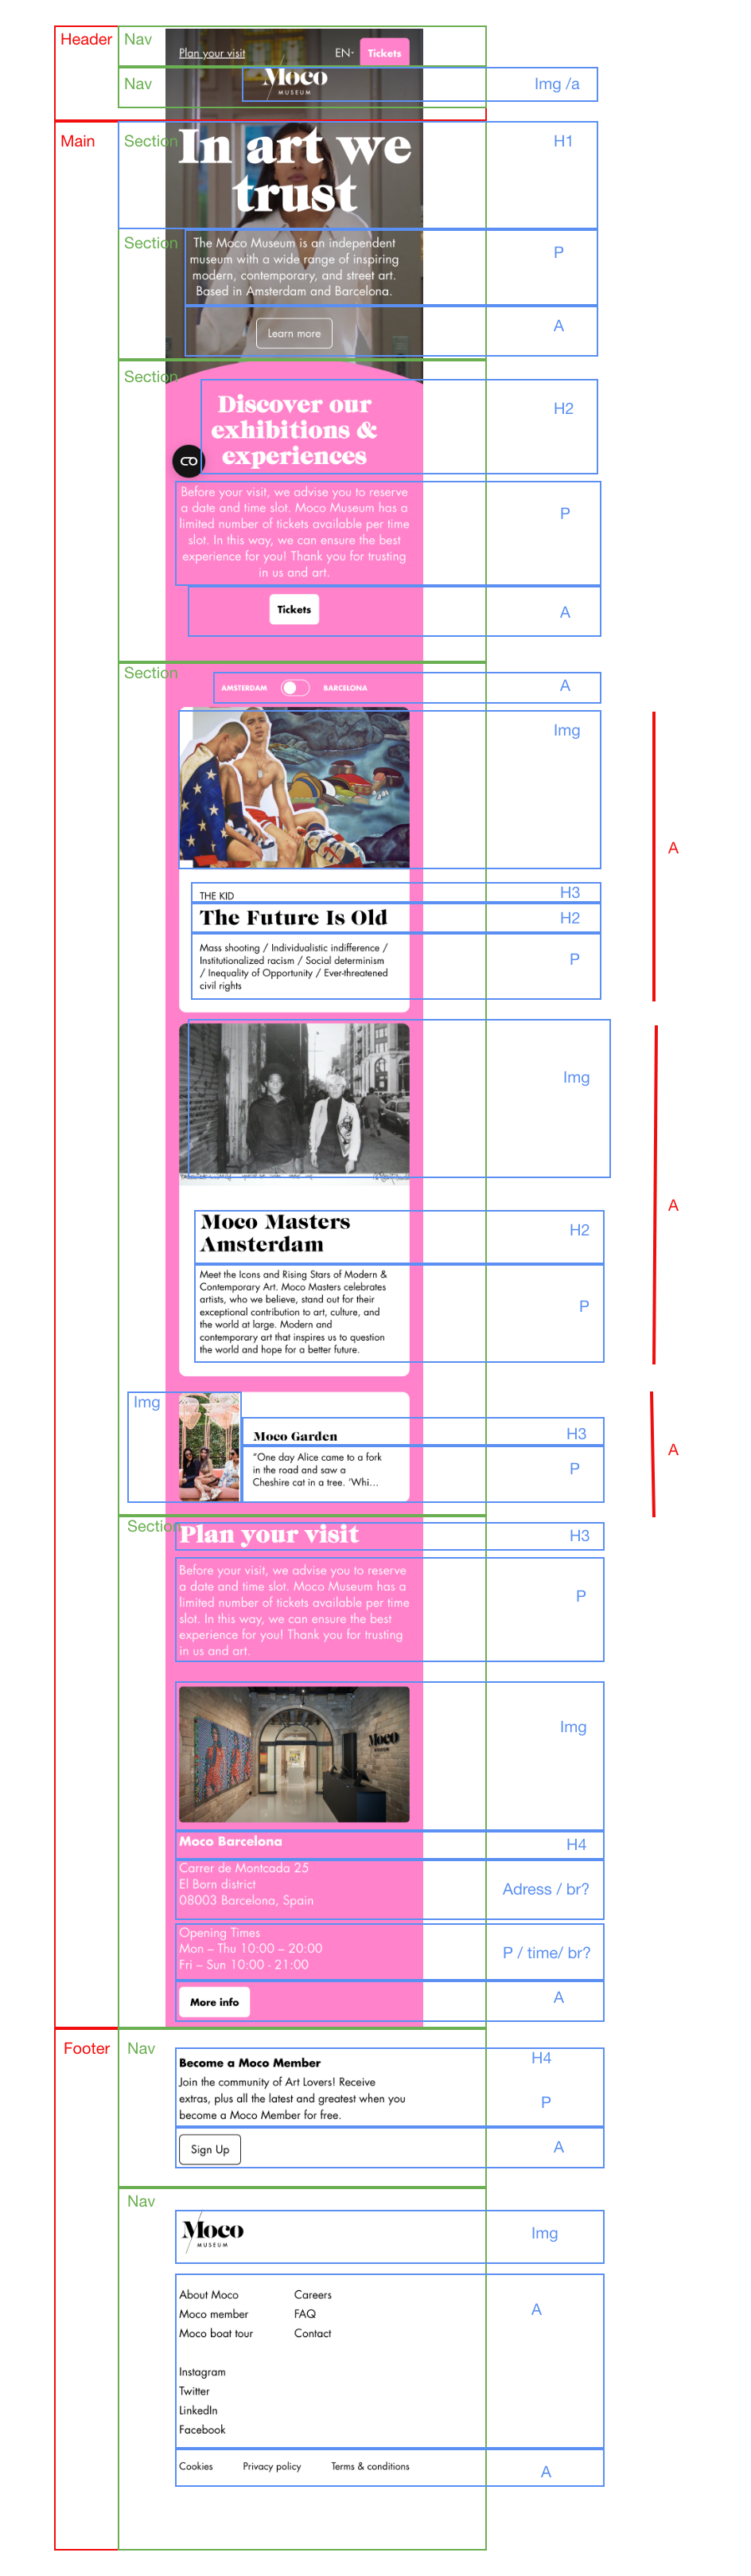 Header
Nav
Plan your visit
EN
Tickets
Nav
Moco
MUSEUM
Img /a
Main
Section
In art we
trust
H1
Section
The Moco Museum is an independent
museum with a wide range of inspiring
modern, contemporary, and street art.
Based in Amsterdam and Barcelona.
P
Learn more
A
Section
Discover our
exhibitions &
experiences
H2
Before your visit, we advise you to reserve
a date and time slot. Moco Museum has a
limited number of tickets available per time
slot. In this way, we can ensure the best
experience for you! Thank you for trusting
in us and art.
P
Tickets
A
Section
AMSTERDAM
BARCELONA
A
Img
A
THE KID
H3
The Future Is Old
H2
Mass shooting / Individualistic indifference /
Institutionalized racism / Social determinism
/ Inequality of Opportunity / Ever-threatened
civil rights
P
Img
A
Moco Masters
Amsterdam
H2
Meet the Icons and Rising Stars of Modern &
Contemporary Art. Moco Masters celebrates
artists, who we believe, stand out for their
exceptional contribution to art, culture, and
the world at large. Modern and
contemporary art that inspires us to question
the world and hope for a better future.
P
Img
Moco Garden
H3
A
“One day Alice came to a fork
in the road and saw a
Cheshire cat in a tree. ‘Whi...
P
Section
Plan your visit
H3
Before your visit, we advise you to reserve
a date and time slot. Moco Museum has a
limited number of tickets available per time
slot. In this way, we can ensure the best
experience for you! Thank you for trusting
in us and art.
P
Moco
Img
Moco Barcelona
H4
Carrer de Montcada 25
El Born district
08003 Barcelona, Spain
Adress / br?
Opening Times
Mon – Thu 10:00 – 20:00
Fri – Sun 10:00 - 21:00
P / time/ br?
More info
A
Footer
Nav
Become a Moco Member
H4
Join the community of Art Lovers! Receive
extras, plus all the latest and greatest when you
become a Moco Member for free.
P
Sign Up
A
Nav
Moco
MUSEUM
Img
About Moco
Careers
Moco member
FAQ
Moco boat tour
Contact
A
Instagram
Twitter
LinkedIn
Facebook
Cookies
Privacy policy
Terms & conditions
A